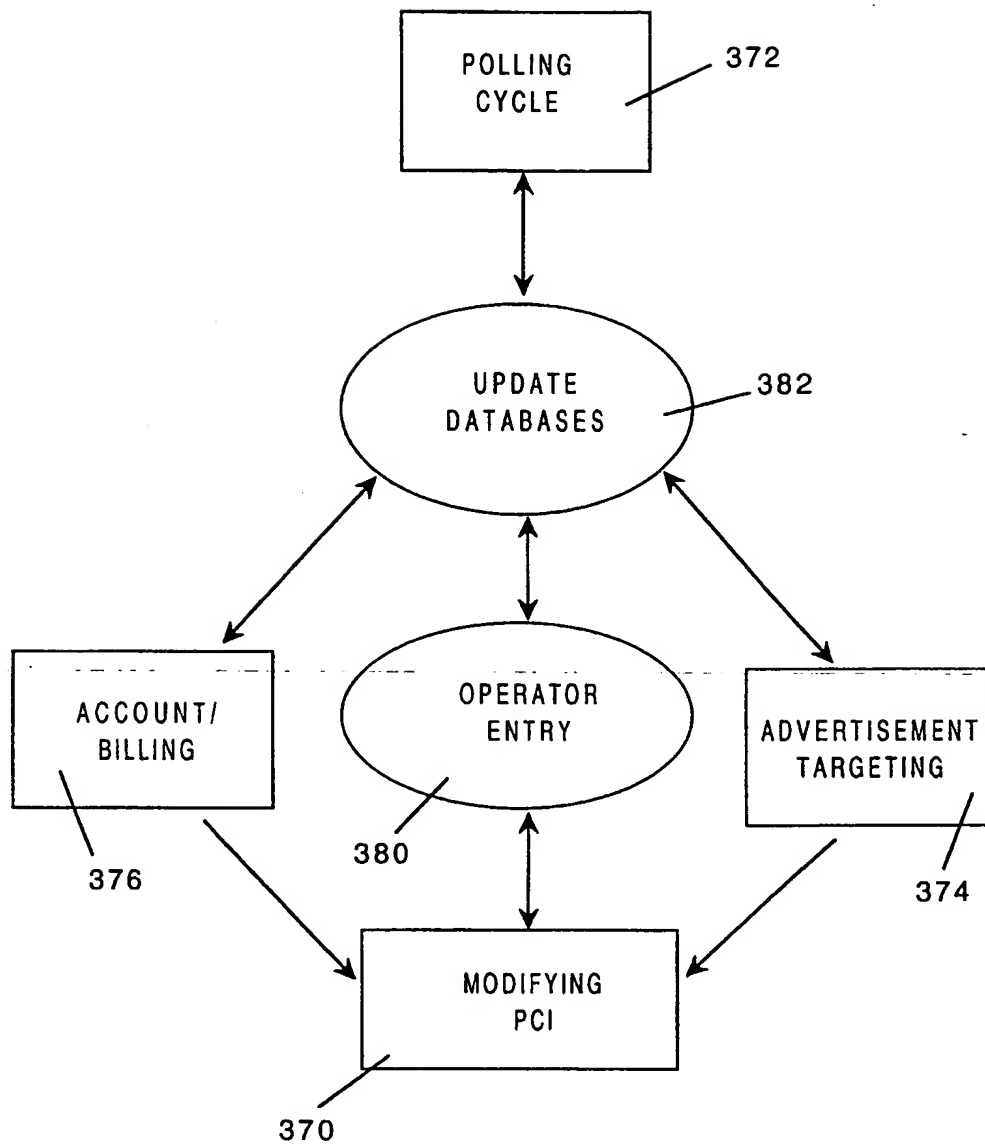 POLLING
CYCLE
372
UPDATE
DATABASES
382
ACCOUNT/
BILLING
376
OPERATOR
ENTRY
380
ADVERTISEMENT
TARGETING
374
MODIFYING
PCI
370